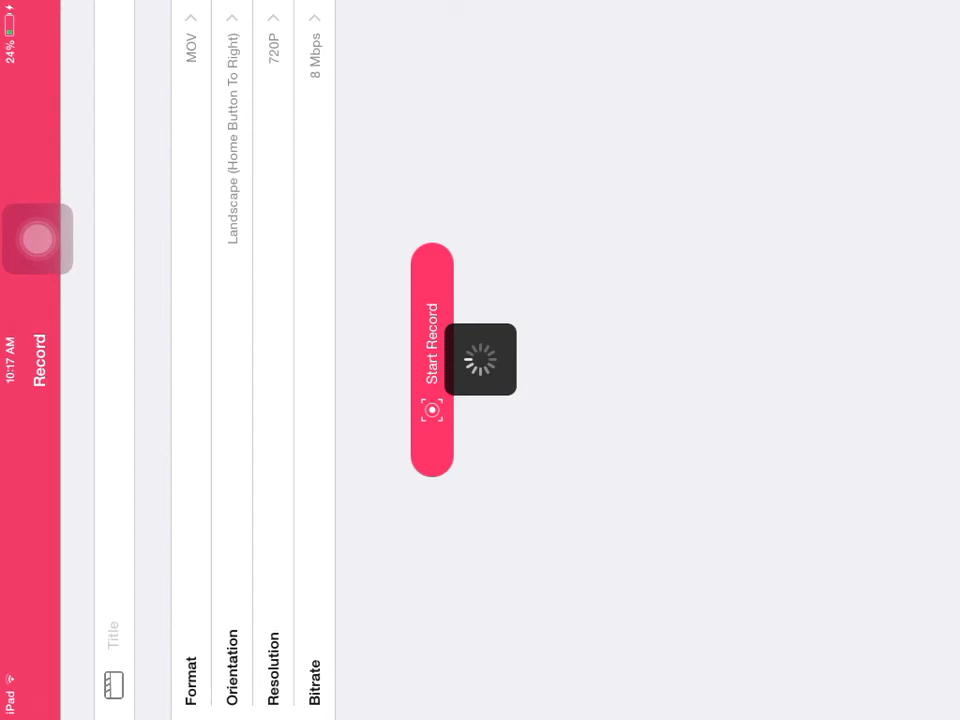 iPad 10:17 AM 24%
Record
Title
Format MOV
Orientation Landscape (Home Button To Right)
Resolution 720P
Bitrate 8 Mbps
Start Record